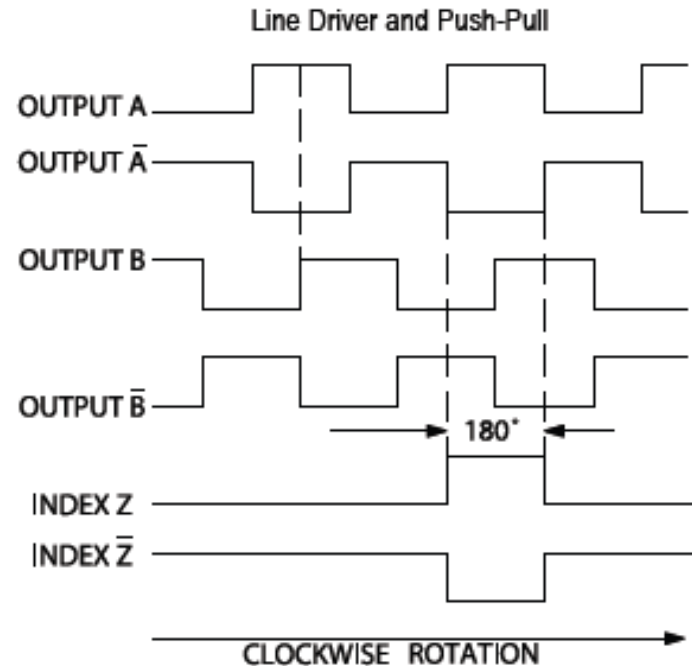 Line Driver and Push-Pull
OUTPUT A
OUTPUT A̅
OUTPUT B
OUTPUT B̅
180°
INDEX Z
INDEX Z̅
CLOCKWISE ROTATION